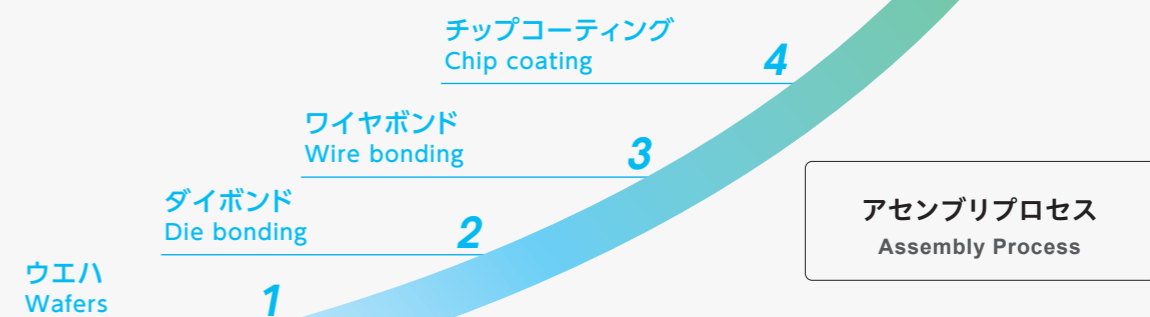 チップコーティング
Chip coating
4
ワイヤボンド
Wire bonding
3
ダイボンド
Die bonding
2
ウエハ
Wafers
1
アセンブリプロセス
Assembly Process